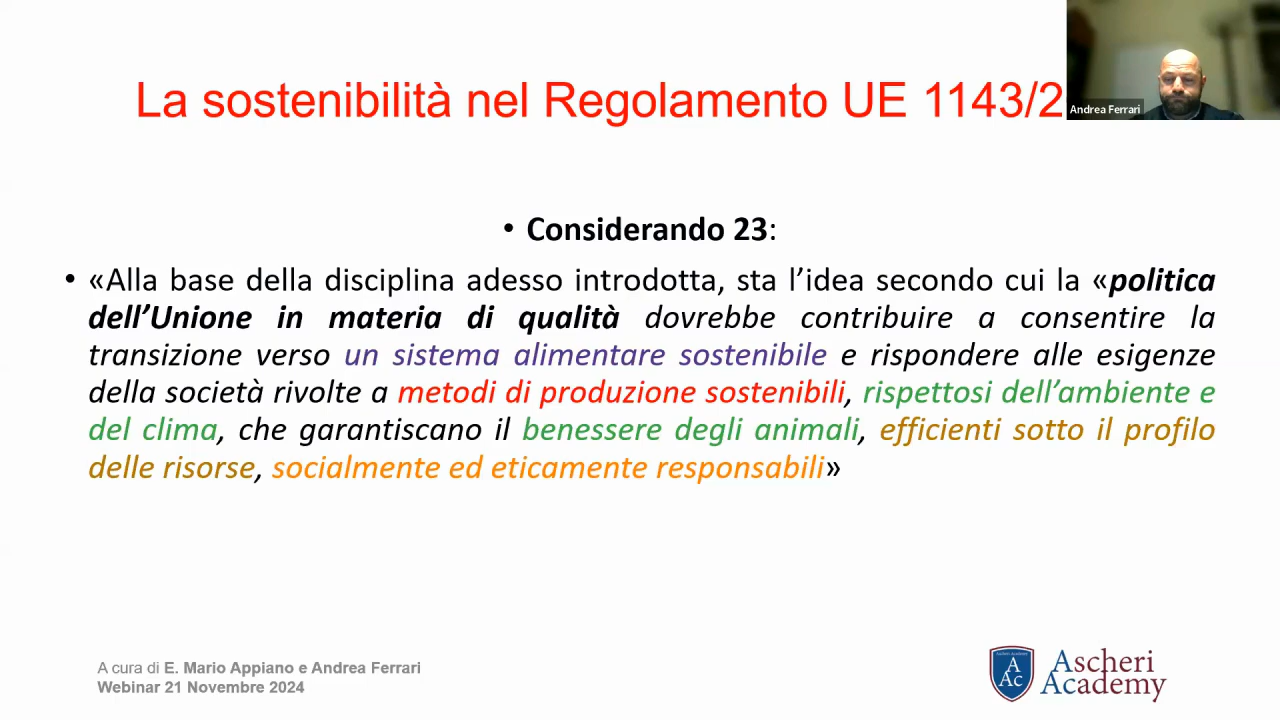 La sostenibilità nel Regolamento UE 1143/2
Andrea Ferrari
• Considerando 23:
• «Alla base della disciplina adesso introdotta, sta l’idea secondo cui la «politica
dell’Unione in materia di qualità dovrebbe contribuire a consentire la
transizione verso un sistema alimentare sostenibile e rispondere alle esigenze
della società rivolte a metodi di produzione sostenibili, rispettosi dell’ambiente e
del clima, che garantiscano il benessere degli animali, efficienti sotto il profilo
delle risorse, socialmente ed eticamente responsabili»
A cura di E. Mario Appiano e Andrea Ferrari
Webinar 21 Novembre 2024
A
Ac
Ascheri
Academy